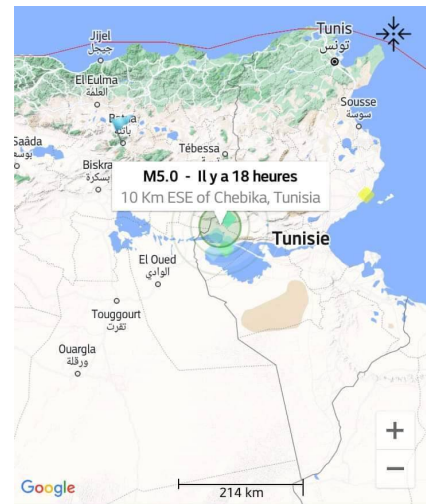 Jijel
جيجل
Tunis
تونس
El Eulma
العلمة
Sousse
سوسة
باتنة
Saâda
Tébessa
Biskra
بسكرة
M5.0 - Il y a 18 heures
10 Km ESE of Chebika, Tunisia
Tunisie
El Oued
الوادي
Touggourt
تقرت
Ouargla
ورقلة
+
−
Google
214 km